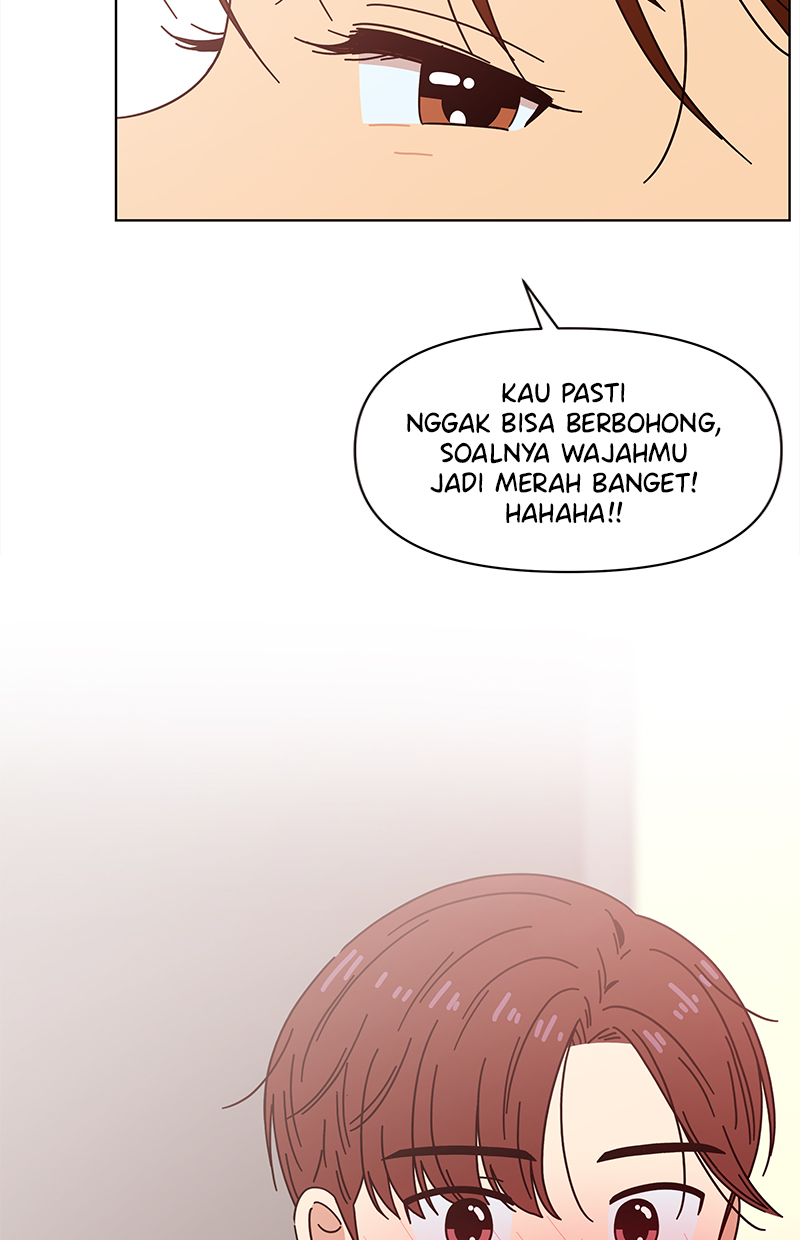 KAU PASTI
NGGAK BISA BERBOHONG,
SOALNYA WAJAHMU
JADI MERAH BANGET!
HAHAHA!!